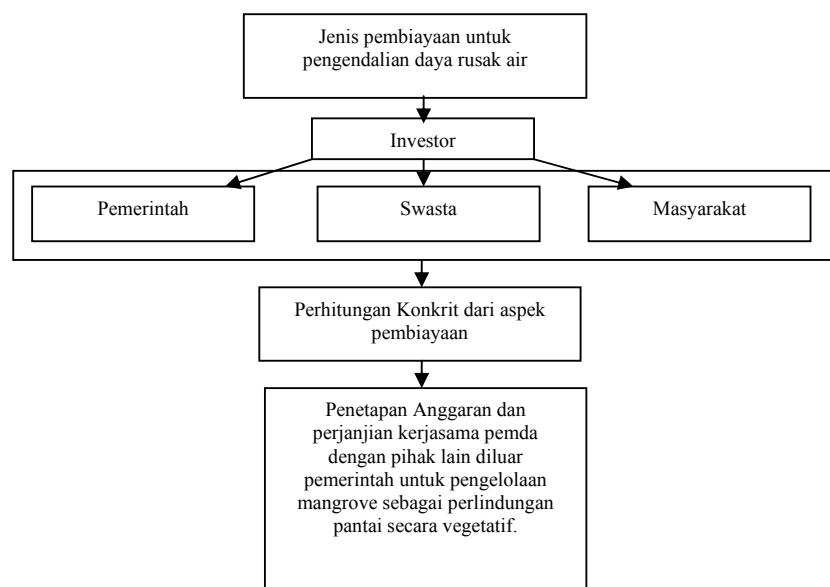 Jenis pembiayaan untuk
pengendalian daya rusak air
Investor
Pemerintah
Swasta
Masyarakat
Perhitungan Konkrit dari aspek
pembiayaan
Penetapan Anggaran dan
perjanjian kerjasama pemda
dengan pihak lain diluar
pemerintah untuk pengelolaan
mangrove sebagai perlindungan
pantai secara vegetatif.